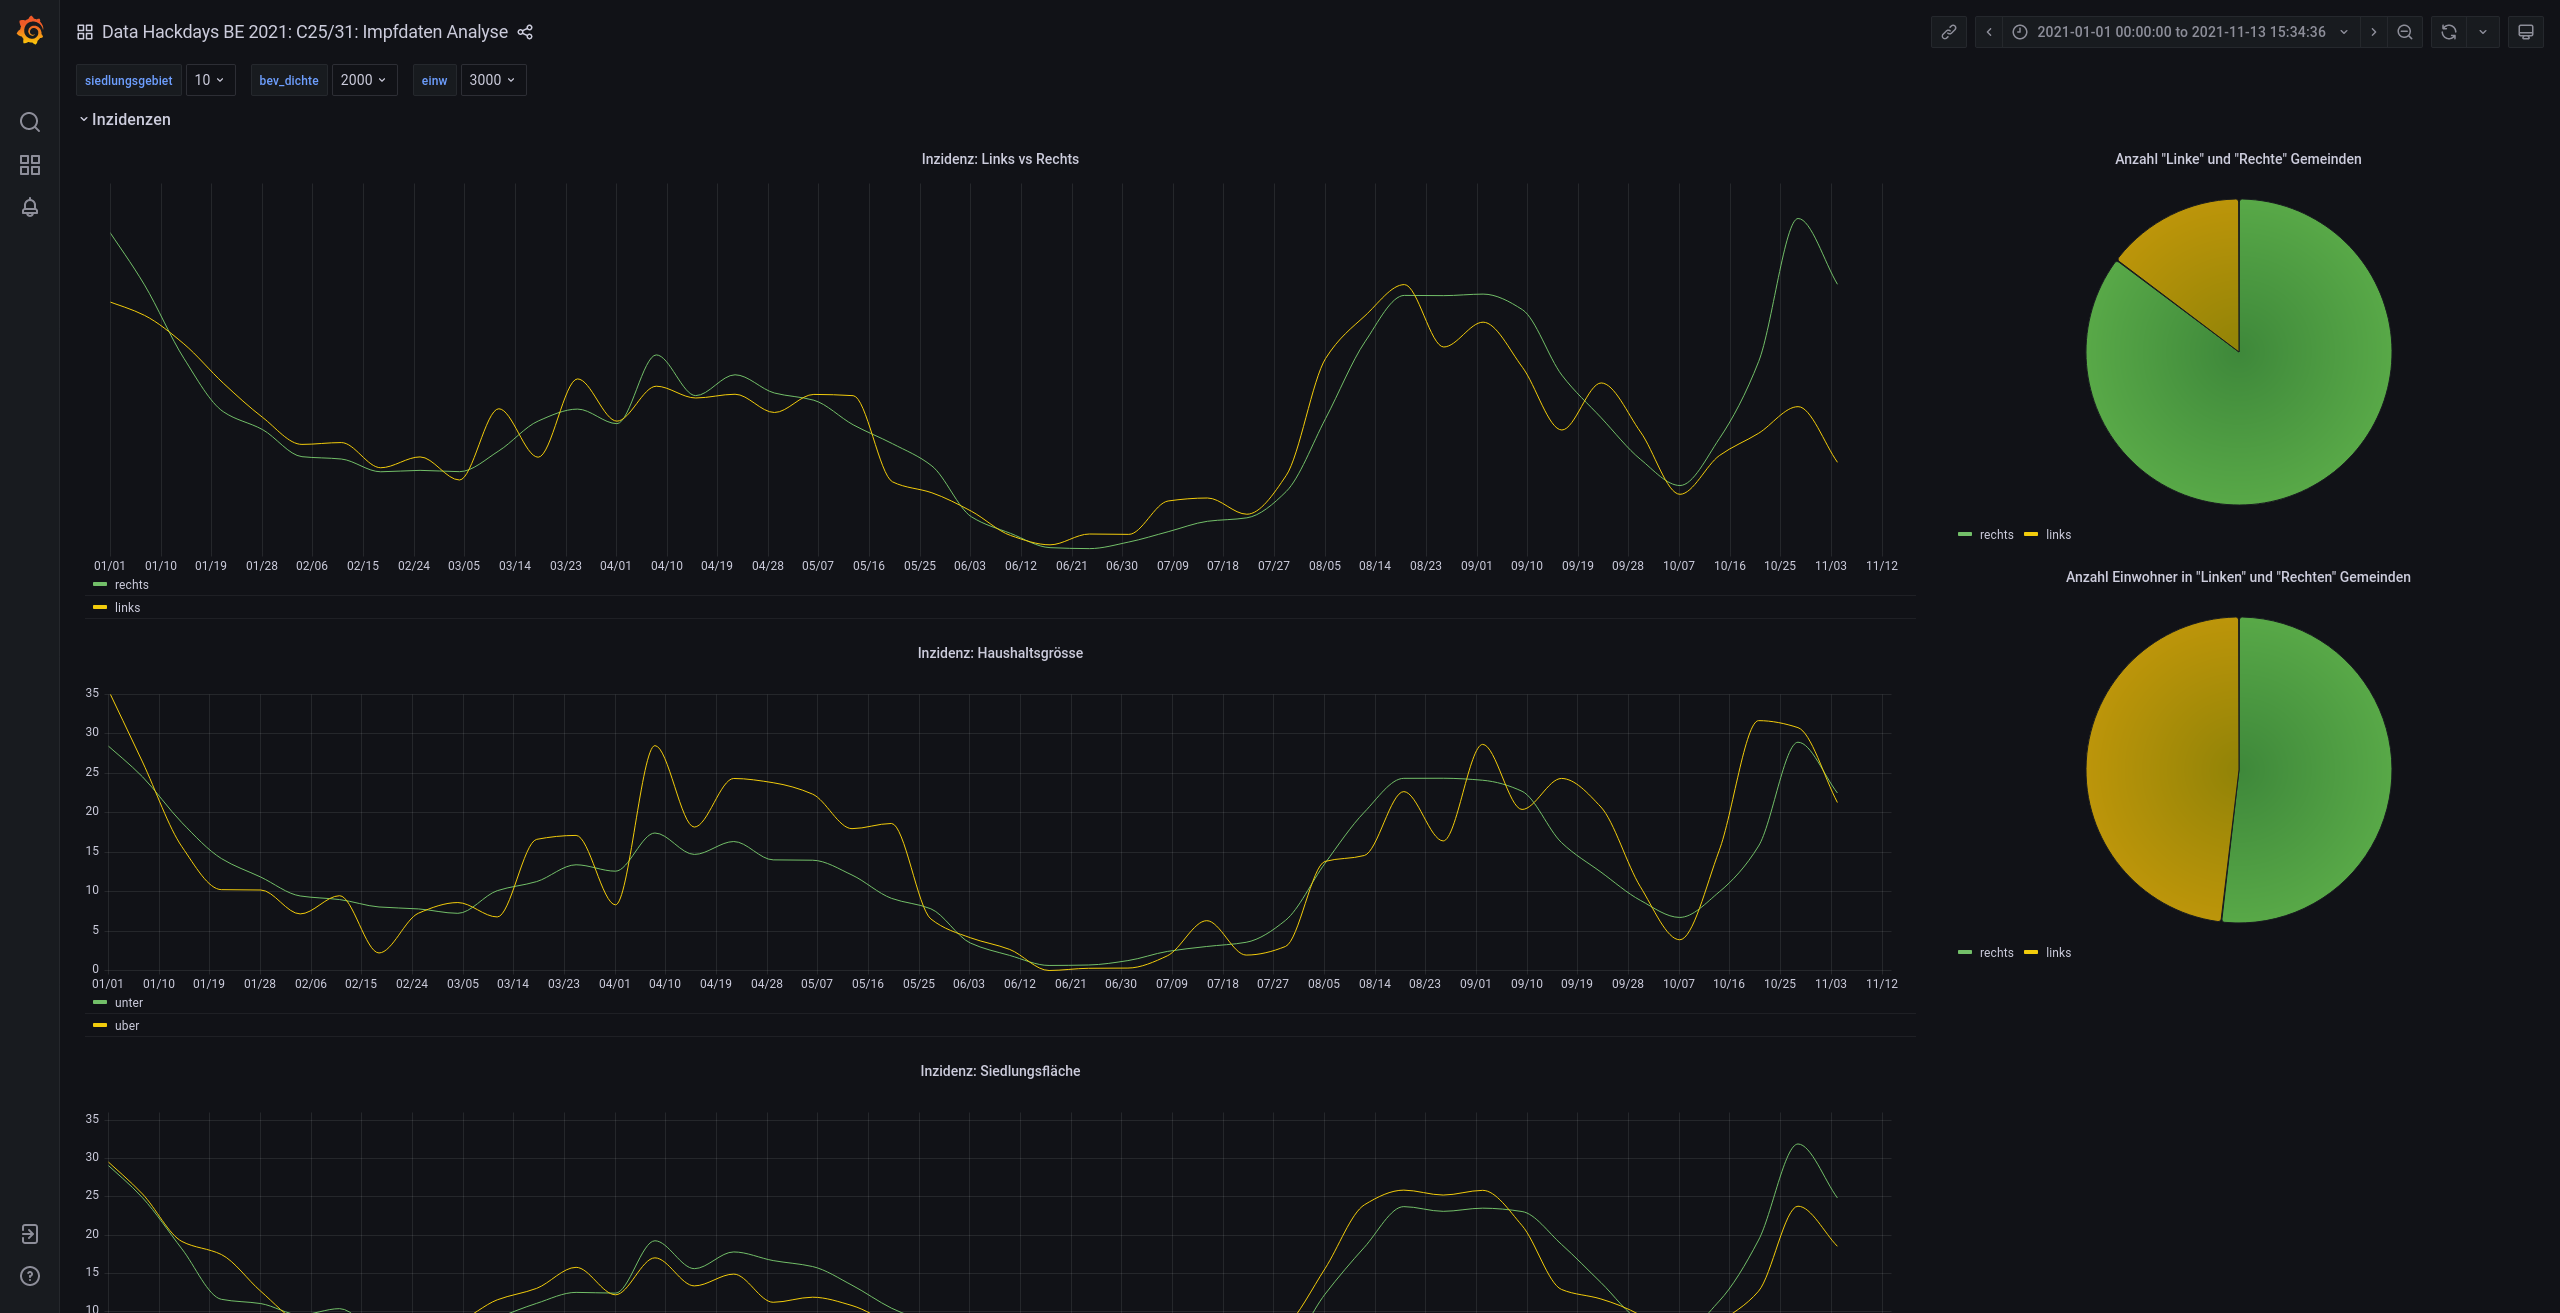 Data Hackdays BE 2021: C25/31: Impfdaten Analyse
2021-01-01 00:00:00 to 2021-11-13 15:34:36
siedlungsgebiet 10 bev_dichte 2000 einw 3000
Inzidenzen
Inzidenz: Links vs Rechts
01/01 01/10 01/19 01/28 02/06 02/15 02/24 03/05 03/14 03/23 04/01 04/10 04/19 04/28 05/07 05/16 05/25 06/03 06/12 06/21 06/30 07/09 07/18 07/27 08/05 08/14 08/23 09/01 09/10 09/19 09/28 10/07 10/16 10/25 11/03 11/12
rechts
links
Anzahl "Linke" und "Rechte" Gemeinden
rechts links
Inzidenz: Haushaltsgrösse
35
30
25
20
15
10
5
0
01/01 01/10 01/19 01/28 02/06 02/15 02/24 03/05 03/14 03/23 04/01 04/10 04/19 04/28 05/07 05/16 05/25 06/03 06/12 06/21 06/30 07/09 07/18 07/27 08/05 08/14 08/23 09/01 09/10 09/19 09/28 10/07 10/16 10/25 11/03 11/12
unter
uber
Anzahl Einwohner in "Linken" und "Rechten" Gemeinden
rechts links
Inzidenz: Siedlungsfläche
35
30
25
20
15
10